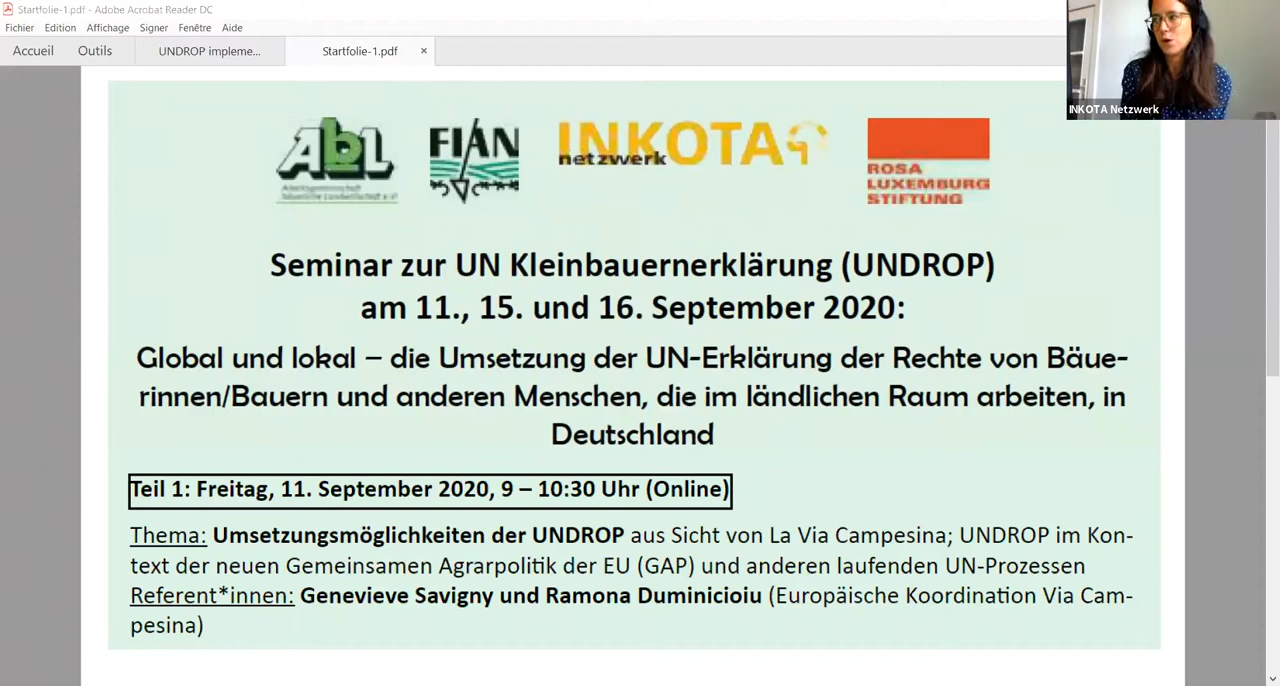 Startfolie-1.pdf - Adobe Acrobat Reader DC
Fichier Edition Affichage Signer Fenêtre Aide
Accueil Outils UNDROP impleme... Startfolie-1.pdf ×
INKOTA Netzwerk
AbL
Arbeitsgemeinschaft
bäuerliche Landwirtschaft e.V.
FIAN
INKOTA
netzwerk
ROSA
LUXEMBURG
STIFTUNG
Seminar zur UN Kleinbauernerklärung (UNDROP)
am 11., 15. und 16. September 2020:
Global und lokal – die Umsetzung der UN-Erklärung der Rechte von Bäue-
rinnen/Bauern und anderen Menschen, die im ländlichen Raum arbeiten, in
Deutschland
Teil 1: Freitag, 11. September 2020, 9 – 10:30 Uhr (Online)
Thema: Umsetzungsmöglichkeiten der UNDROP aus Sicht von La Via Campesina; UNDROP im Kon-
text der neuen Gemeinsamen Agrarpolitik der EU (GAP) und anderen laufenden UN-Prozessen
Referent*innen: Genevieve Savigny und Ramona Duminicioiu (Europäische Koordination Via Cam-
pesina)